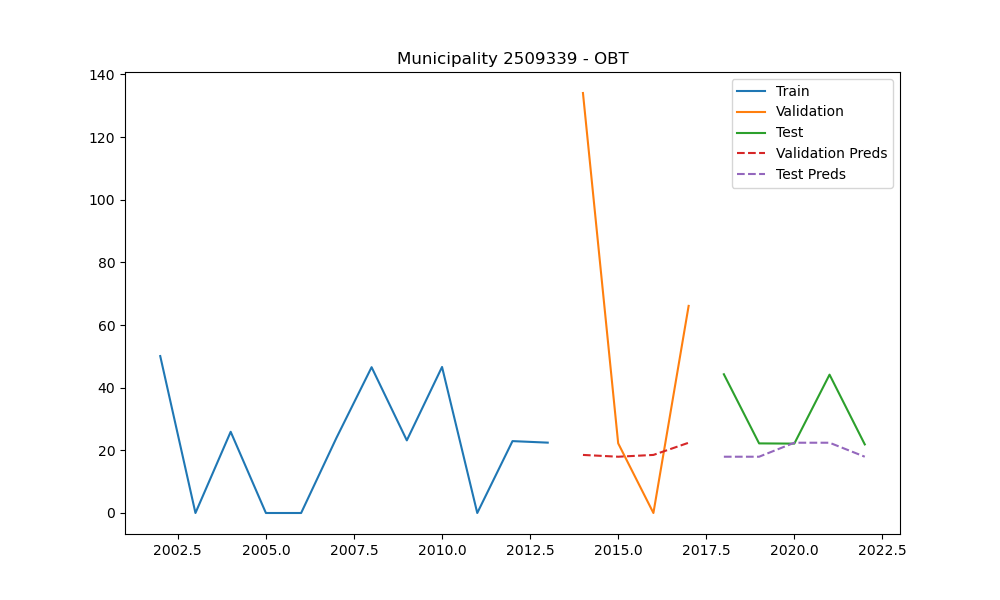 Municipality 2509339 - OBT
140
120
100
80
60
40
20
0
2002.5 2005.0 2007.5 2010.0 2012.5 2015.0 2017.5 2020.0 2022.5
Train
Validation
Test
Validation Preds
Test Preds